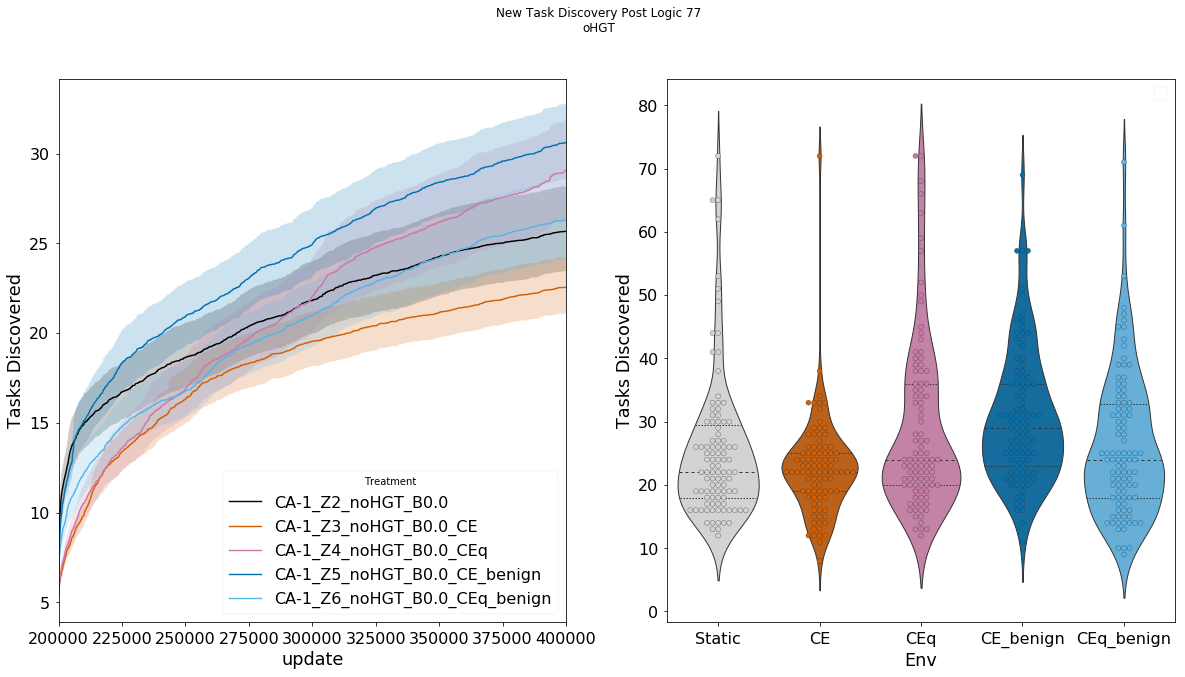 New Task Discovery Post Logic 77
oHGT
30
25
20
15
10
5
Tasks Discovered
200000 225000 250000 275000 300000 325000 350000 375000 400000
update
Treatment
CA-1_Z2_noHGT_B0.0
CA-1_Z3_noHGT_B0.0_CE
CA-1_Z4_noHGT_B0.0_CEq
CA-1_Z5_noHGT_B0.0_CE_benign
CA-1_Z6_noHGT_B0.0_CEq_benign
80
70
60
50
40
30
20
10
0
Tasks Discovered
Static CE CEq CE_benign CEq_benign
Env